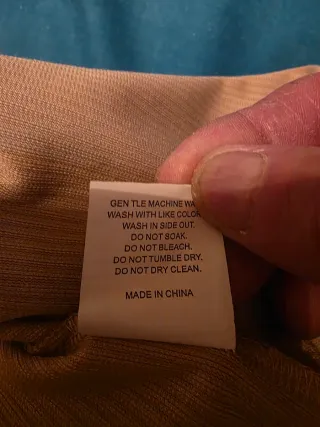 GEN TLE MACHINE WA
WASH WITH LIKE COLOR
WASH IN SIDE OUT.
DO NOT SOAK.
DO NOT BLEACH.
DO NOT TUMBLE DRY.
DO NOT DRY CLEAN.
MADE IN CHINA